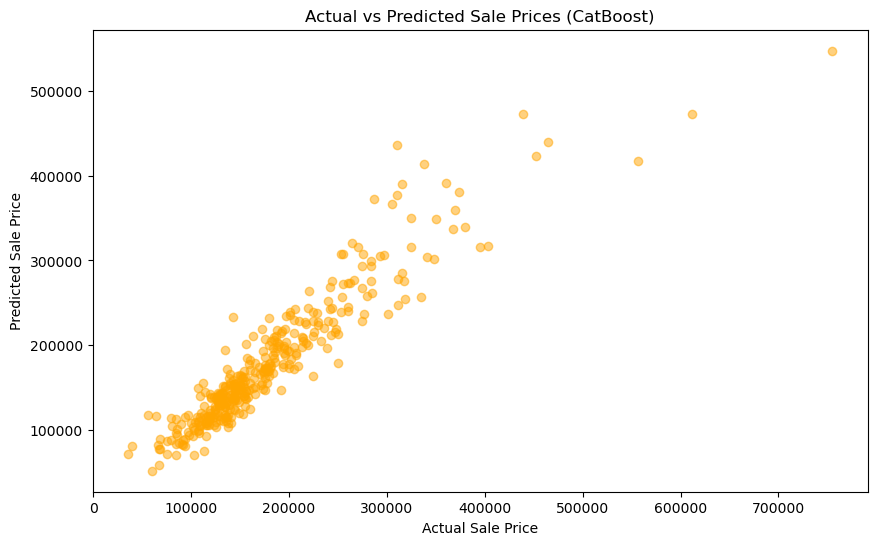 Actual vs Predicted Sale Prices (CatBoost)
Predicted Sale Price
500000
400000
300000
200000
100000
0 100000 200000 300000 400000 500000 600000 700000
Actual Sale Price